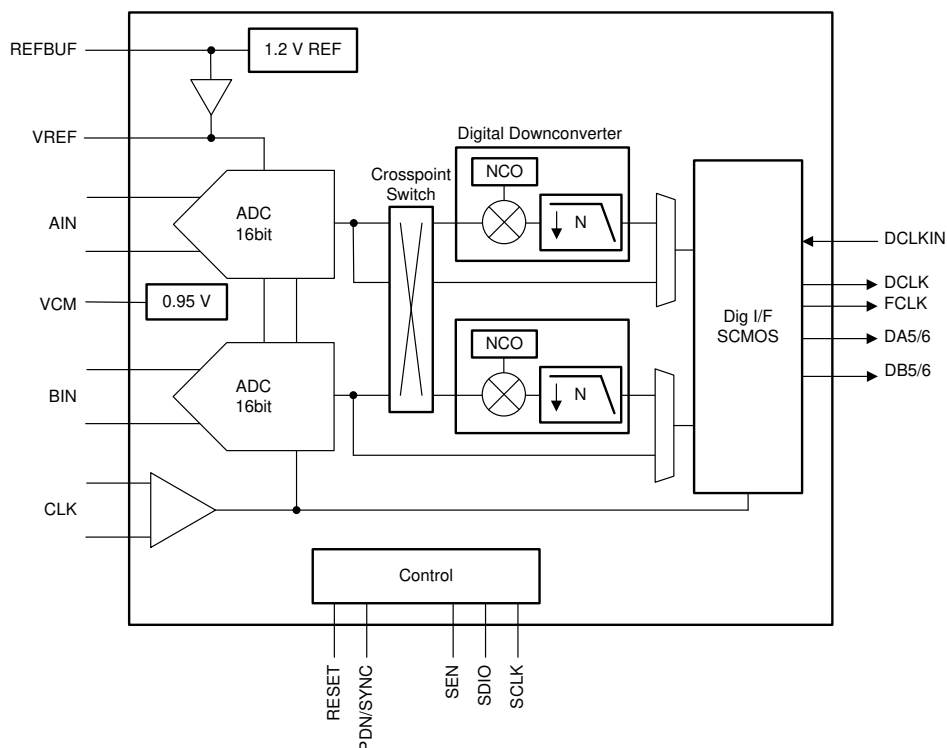 REFBUF
1.2 V REF
VREF
Digital Downconverter
NCO
Crosspoint
Switch
AIN
ADC
16bit
N
DCLKIN
VCM
0.95 V
DCLK
FCLK
Dig I/F
SCMOS
DA5/6
NCO
DB5/6
ADC
16bit
BIN
N
CLK
Control
RESET
PDN/SYNC
SEN
SDIO
SCLK